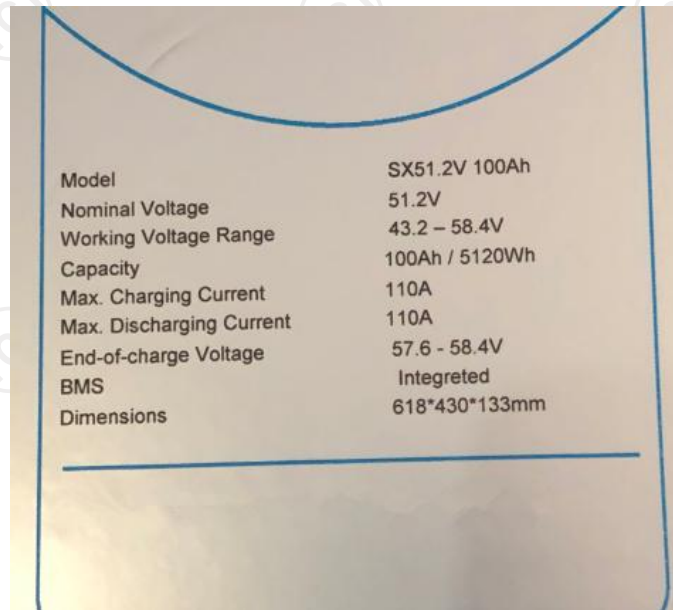 Model SX51.2V 100Ah
Nominal Voltage 51.2V
Working Voltage Range 43.2 – 58.4V
Capacity 100Ah / 5120Wh
Max. Charging Current 110A
Max. Discharging Current 110A
End-of-charge Voltage 57.6 - 58.4V
BMS Integreted
Dimensions 618*430*133mm